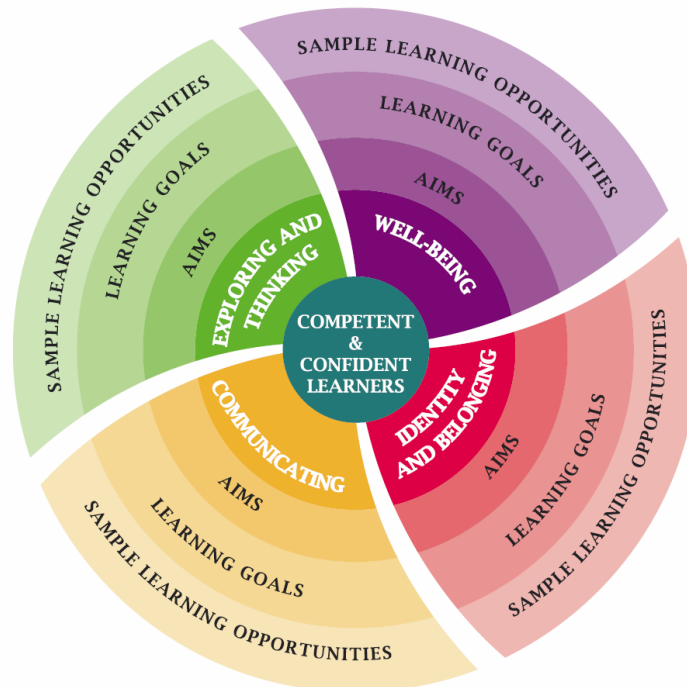 COMPETENT
&
CONFIDENT
LEARNERS
WELL-BEING
AIMS
LEARNING GOALS
SAMPLE LEARNING OPPORTUNITIES
IDENTITY
AND BELONGING
AIMS
LEARNING GOALS
SAMPLE LEARNING OPPORTUNITIES
COMMUNICATING
AIMS
LEARNING GOALS
SAMPLE LEARNING OPPORTUNITIES
EXPLORING AND
THINKING
AIMS
LEARNING GOALS
SAMPLE LEARNING OPPORTUNITIES